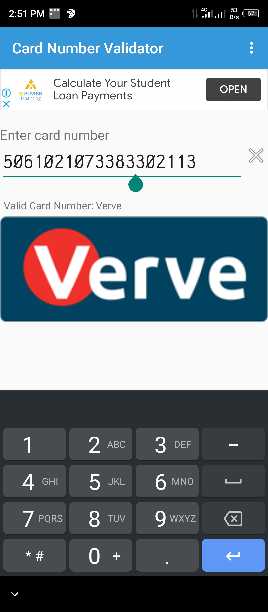 2:51 PM
Card Number Validator
Calculate Your Student
Loan Payments
OPEN
Enter card number
5061021073383302113
Valid Card Number: Verve
Verve
1
2 ABC
3 DEF
-
4 GHI
5 JKL
6 MNO
7 PQRS
8 TUV
9 WXYZ
* #
0 +
.